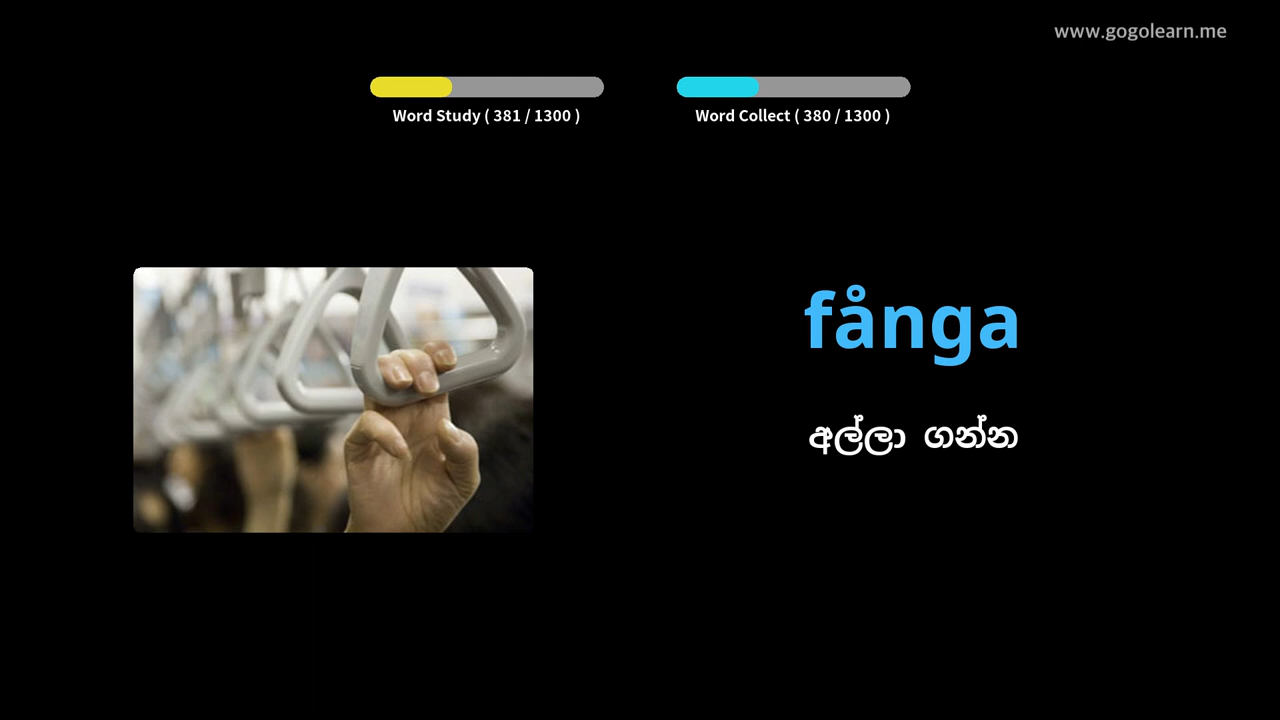 www.gogolearn.me
Word Study ( 381 / 1300 )
Word Collect ( 380 / 1300 )
fånga
අල්ලා ගන්න